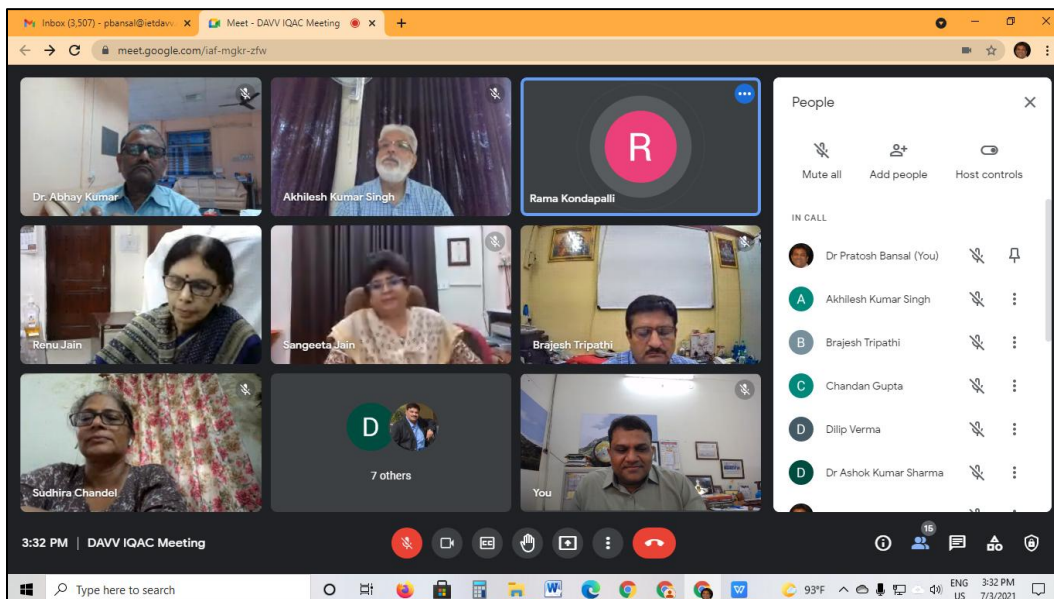 Inbox (3,507) - pbansal@ietdavv.
Meet - DAVV IQAC Meeting
meet.google.com/iaf-mgkr-zfw
Dr. Abhay Kumar
Akhilesh Kumar Singh
R
Rama Kondapalli
Renu Jain
Sangeeta Jain
Brajesh Tripathi
Sudhira Chandel
D
7 others
You
People
Mute all
Add people
Host controls
IN CALL
Dr Pratosh Bansal (You)
A Akhilesh Kumar Singh
B Brajesh Tripathi
C Chandan Gupta
D Dilip Verma
D Dr Ashok Kumar Sharma
3:32 PM | DAVV IQAC Meeting
15
Type here to search
93°F
ENG 3:32 PM
US 7/3/2021